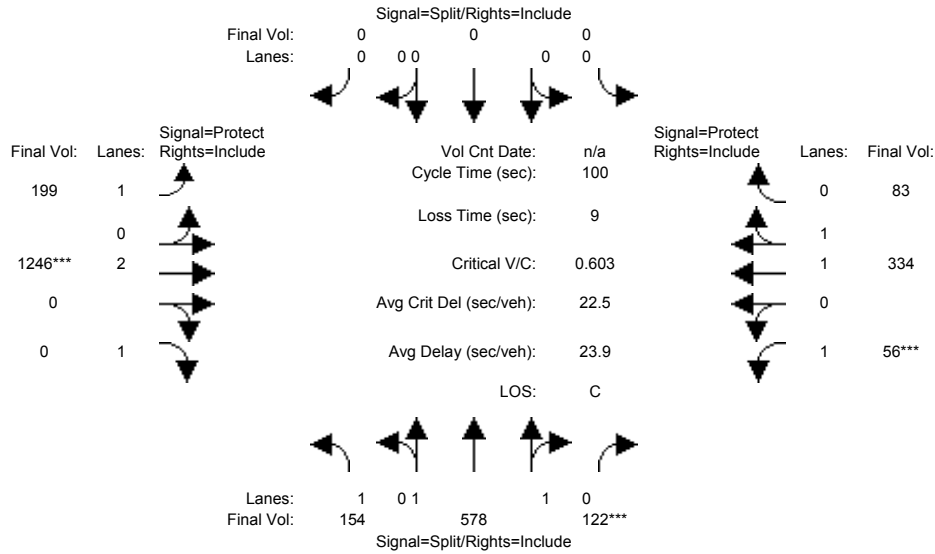 Signal=Split/Rights=Include
Final Vol: 0 0 0
Lanes: 0 0 0 0 0
Signal=Protect Signal=Protect
Final Vol: Lanes: Rights=Include Vol Cnt Date: n/a Rights=Include Lanes: Final Vol:
Cycle Time (sec): 100
199 1 0 83
Loss Time (sec): 9
0 1
1246*** 2 Critical V/C: 0.603 1 334
0 Avg Crit Del (sec/veh): 22.5 0
0 1 Avg Delay (sec/veh): 23.9 1 56***
LOS: C
Lanes: 1 0 1 1 0
Final Vol: 154 578 122***
Signal=Split/Rights=Include